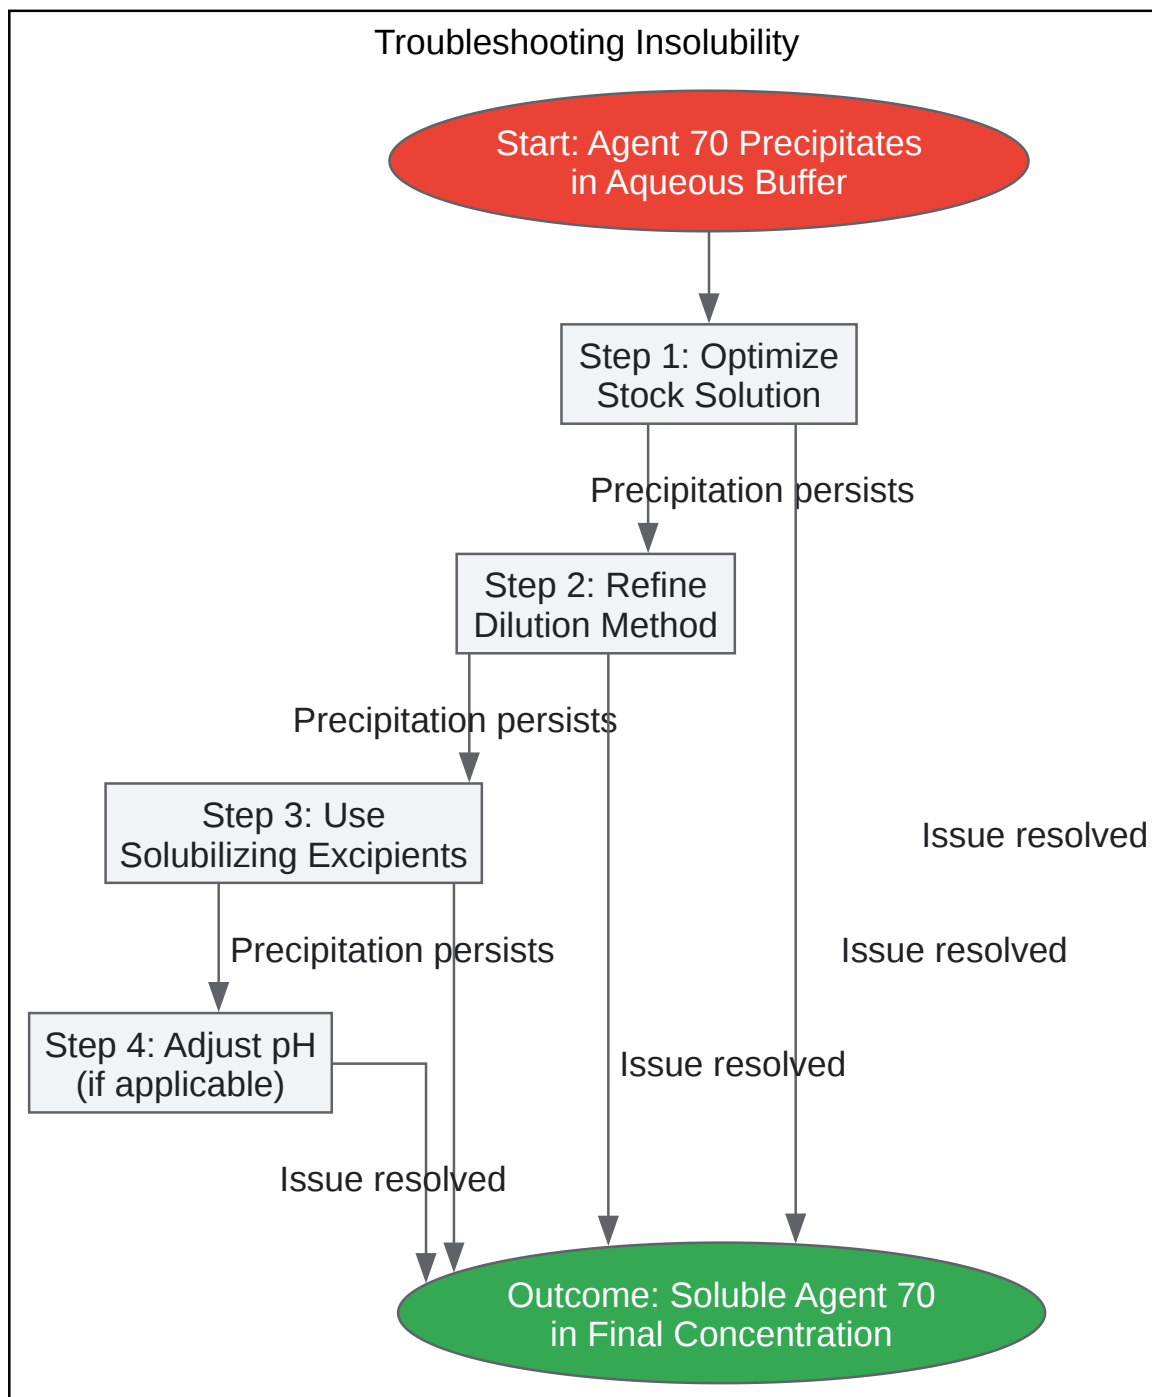 Troubleshooting Insolubility
Start: Agent 70 Precipitates
in Aqueous Buffer
Step 1: Optimize
Stock Solution
Precipitation persists
Step 2: Refine
Dilution Method
Precipitation persists
Step 3: Use
Solubilizing Excipients
Issue resolved
Precipitation persists
Issue resolved
Step 4: Adjust pH
(if applicable)
Issue resolved
Issue resolved
Outcome: Soluble Agent 70
in Final Concentration